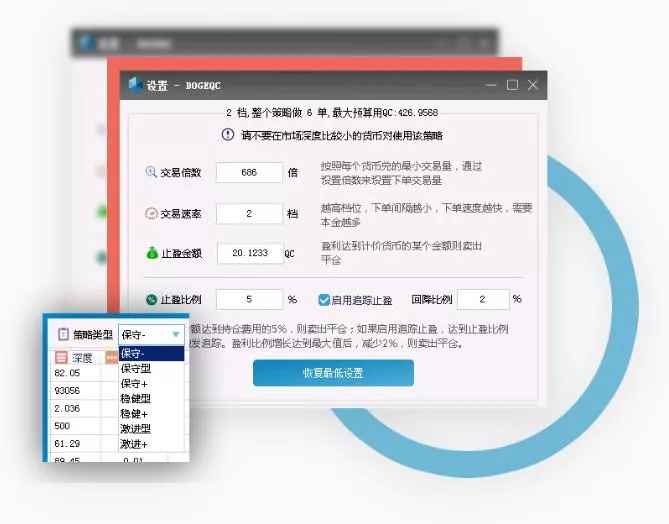 设置 - DOGEQC
2 档,整个策略做 6 单,最大预算用QC:426.9568
请不要在市场深度比较小的货币对使用该策略
交易倍数 686 倍
按照每个货币兑的最小交易量，通过
设置倍数来设置下单交易量
交易速率 2 档
越高档位，下单间隔越小，下单速度越快，需要
本金越多
止盈金额 20.1233 QC
盈利达到计价货币的某个金额则卖出
平仓
止盈比例 5 % 启用追踪止盈 回降比例 2 %
额达到持仓费用的5%，则卖出平仓；如果启用追踪止盈，达到止盈比例
发追踪。盈利比例增长达到最大值后，减少2%，则卖出平仓。
恢复最低设置
策略类型 保守-
深度
保守-
保守型
保守+
稳健型
稳健+
激进型
激进+
82.05
93056
2.036
500
61.29
89.45 0.01